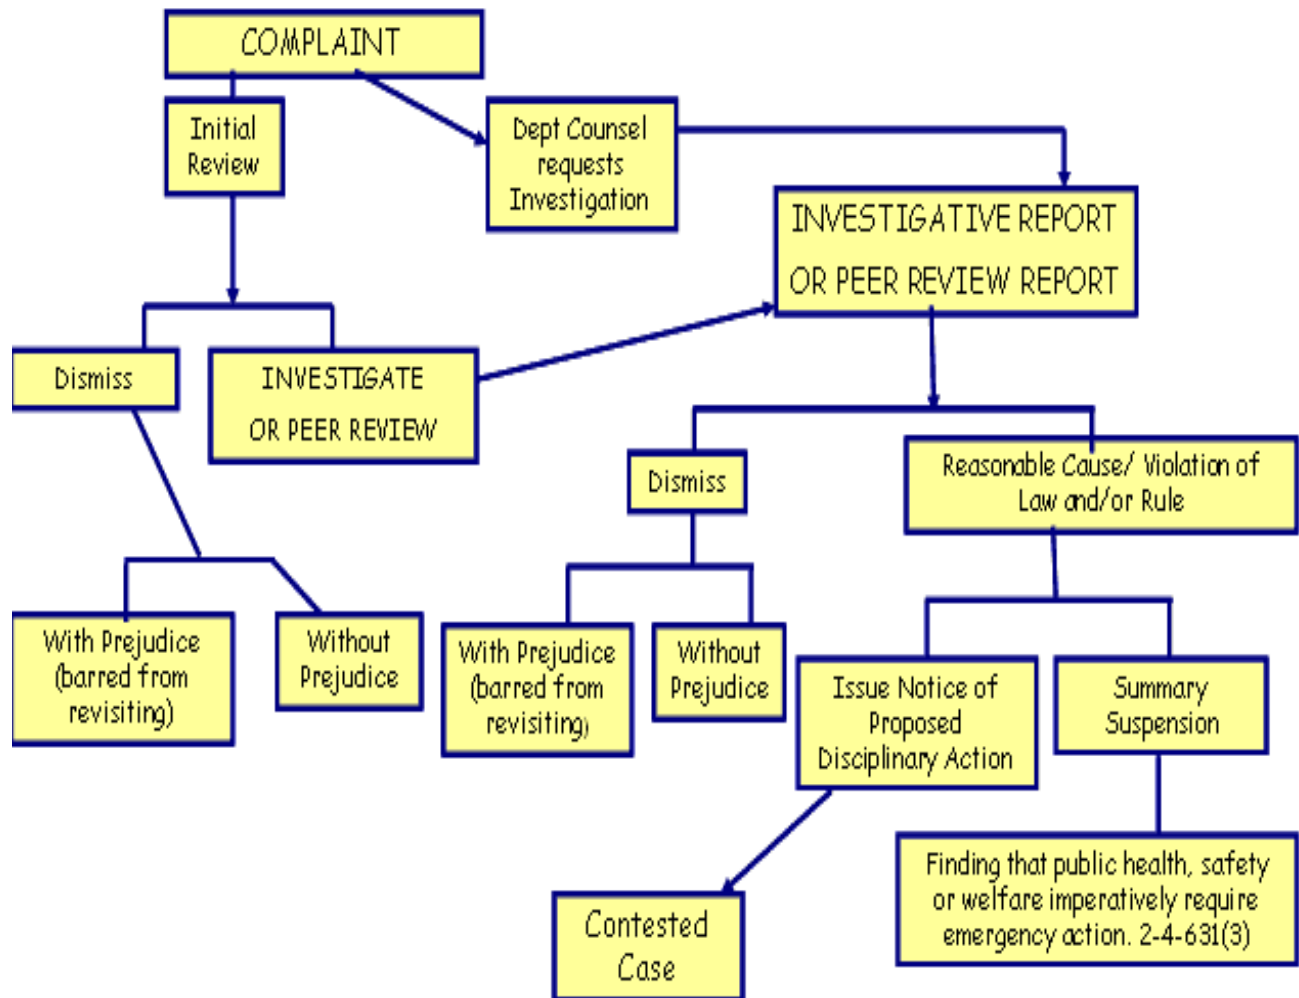 COMPLAINT
Initial
Review
Dept Counsel
requests
Investigation
INVESTIGATIVE REPORT
OR PEER REVIEW REPORT
Dismiss
INVESTIGATE
OR PEER REVIEW
Dismiss
Reasonable Cause/ Violation of
Law and/or Rule
With Prejudice
(barred from
revisiting)
Without
Prejudice
With Prejudice
(barred from
revisiting)
Without
Prejudice
Issue Notice of
Proposed
Disciplinary Action
Summary
Suspension
Contested
Case
Finding that public health, safety
or welfare imperatively require
emergency action. 2-4-631(3)